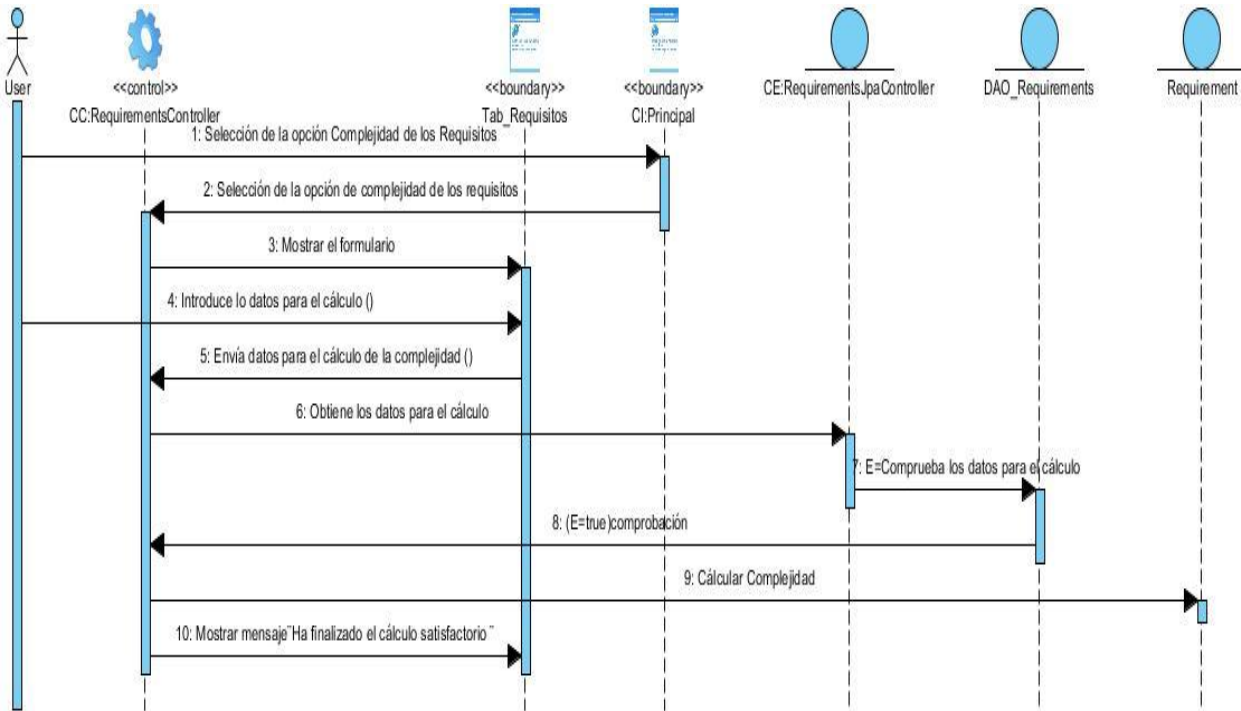 User
<<control>>
CC:RequirementsController
<<boundary>>
Tab_Requisitos
<<boundary>>
CI:Principal
CE:RequirementsJpaController
DAO_Requirements
Requirement
1: Selección de la opción Complejidad de los Requisitos
2: Selección de la opción de complejidad de los requisitos
3: Mostrar el formulario
4: Introduce lo datos para el cálculo ()
5: Envía datos para el cálculo de la complejidad ()
6: Obtiene los datos para el cálculo
7: E=Comprueba los datos para el cálculo
8: (E=true)comprobación
9: Cálcular Complejidad
10: Mostrar mensaje¨Ha finalizado el cálculo satisfactorio¨